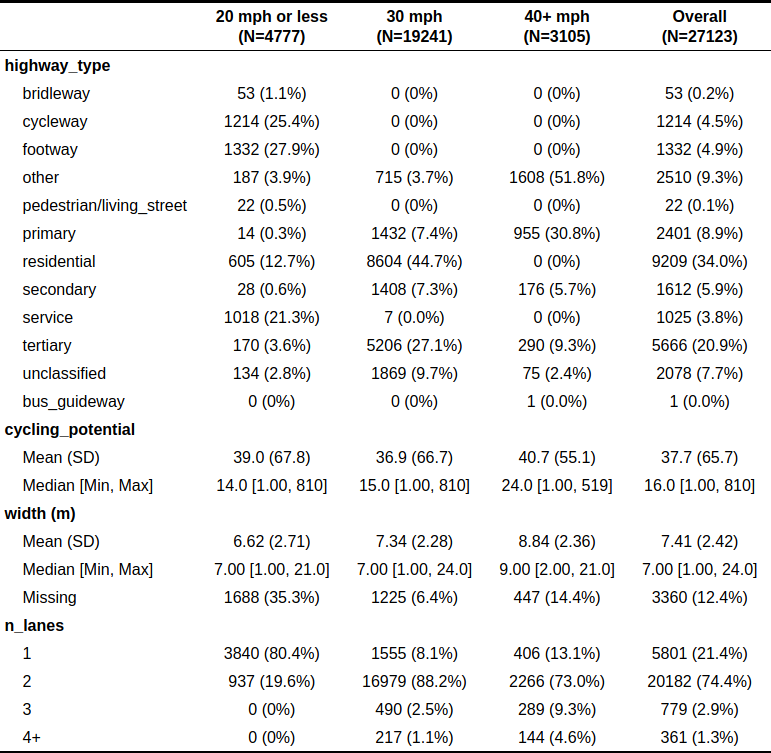 20 mph or less 30 mph 40+ mph Overall
(N=4777) (N=19241) (N=3105) (N=27123)
highway_type
bridleway 53 (1.1%) 0 (0%) 0 (0%) 53 (0.2%)
cycleway 1214 (25.4%) 0 (0%) 0 (0%) 1214 (4.5%)
footway 1332 (27.9%) 0 (0%) 0 (0%) 1332 (4.9%)
other 187 (3.9%) 715 (3.7%) 1608 (51.8%) 2510 (9.3%)
pedestrian/living_street 22 (0.5%) 0 (0%) 0 (0%) 22 (0.1%)
primary 14 (0.3%) 1432 (7.4%) 955 (30.8%) 2401 (8.9%)
residential 605 (12.7%) 8604 (44.7%) 0 (0%) 9209 (34.0%)
secondary 28 (0.6%) 1408 (7.3%) 176 (5.7%) 1612 (5.9%)
service 1018 (21.3%) 7 (0.0%) 0 (0%) 1025 (3.8%)
tertiary 170 (3.6%) 5206 (27.1%) 290 (9.3%) 5666 (20.9%)
unclassified 134 (2.8%) 1869 (9.7%) 75 (2.4%) 2078 (7.7%)
bus_guideway 0 (0%) 0 (0%) 1 (0.0%) 1 (0.0%)
cycling_potential
Mean (SD) 39.0 (67.8) 36.9 (66.7) 40.7 (55.1) 37.7 (65.7)
Median [Min, Max] 14.0 [1.00, 810] 15.0 [1.00, 810] 24.0 [1.00, 519] 16.0 [1.00, 810]
width (m)
Mean (SD) 6.62 (2.71) 7.34 (2.28) 8.84 (2.36) 7.41 (2.42)
Median [Min, Max] 7.00 [1.00, 21.0] 7.00 [1.00, 24.0] 9.00 [2.00, 21.0] 7.00 [1.00, 24.0]
Missing 1688 (35.3%) 1225 (6.4%) 447 (14.4%) 3360 (12.4%)
n_lanes
1 3840 (80.4%) 1555 (8.1%) 406 (13.1%) 5801 (21.4%)
2 937 (19.6%) 16979 (88.2%) 2266 (73.0%) 20182 (74.4%)
3 0 (0%) 490 (2.5%) 289 (9.3%) 779 (2.9%)
4+ 0 (0%) 217 (1.1%) 144 (4.6%) 361 (1.3%)